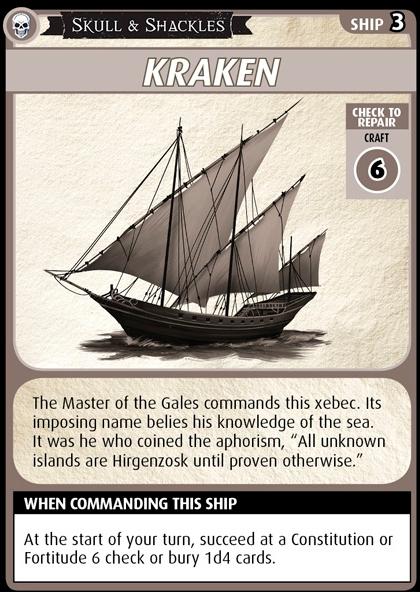 SKULL & SHACKLES
SHIP 3
KRAKEN
CHECK TO
REPAIR
CRAFT
6
The Master of the Gales commands this xebec. Its
imposing name belies his knowledge of the sea.
It was he who coined the aphorism, “All unknown
islands are Hirgenzosk until proven otherwise.”
WHEN COMMANDING THIS SHIP
At the start of your turn, succeed at a Constitution or
Fortitude 6 check or bury 1d4 cards.